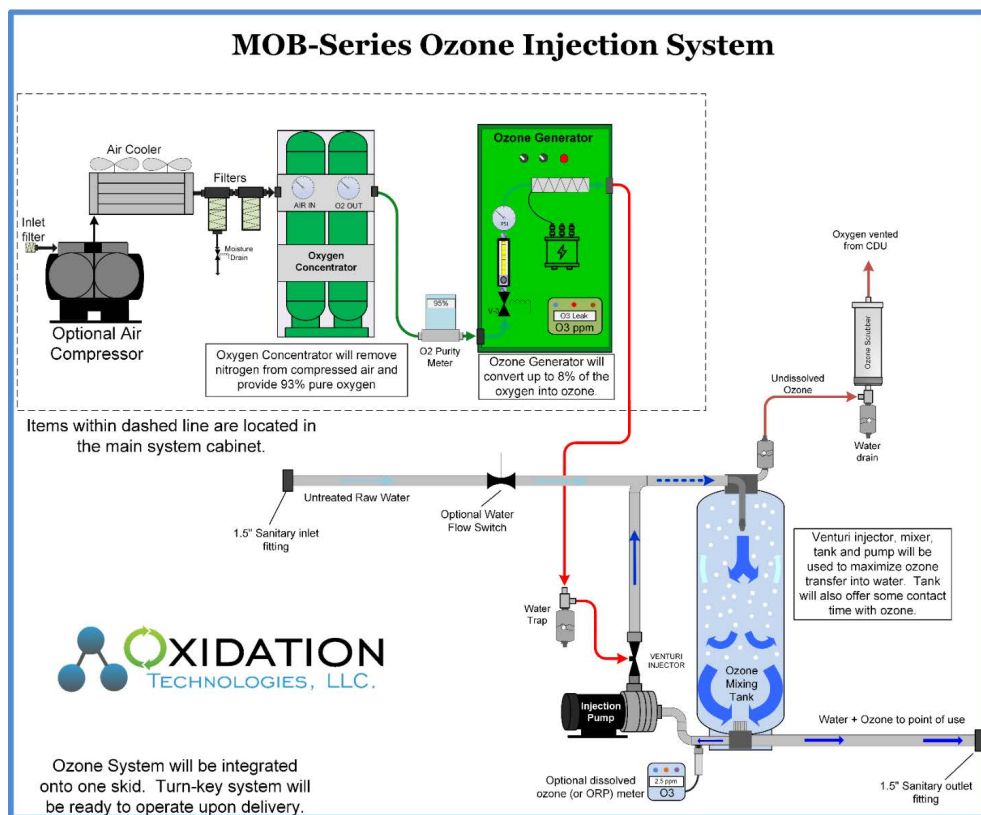 MOB-Series Ozone Injection System
Air Cooler
Filters
Inlet
filter
Moisture
Drain
Optional Air
Compressor
AIR IN
O2 OUT
Oxygen
Concentrator
Oxygen Concentrator will remove
nitrogen from compressed air and
provide 93% pure oxygen
95%
O2 Purity
Meter
Ozone Generator
PSI
V-3
O3 Leak
O3 ppm
Ozone Generator will
convert up to 8% of the
oxygen into ozone.
Items within dashed line are located in
the main system cabinet.
Oxygen vented
from CDU
Ozone Scrubber
Undissolved
Ozone
Water
drain
Untreated Raw Water
1.5" Sanitary inlet
fitting
Optional Water
Flow Switch
Water
Trap
VENTURI
INJECTOR
Injection
Pump
Venturi injector, mixer,
tank and pump will be
used to maximize ozone
transfer into water. Tank
will also offer some contact
time with ozone.
Ozone
Mixing
Tank
Water + Ozone to point of use
1.5" Sanitary outlet
fitting
Optional dissolved
ozone (or ORP) meter
2.5 ppm
O3
OXIDATION
TECHNOLOGIES, LLC.
Ozone System will be integrated
onto one skid. Turn-key system will
be ready to operate upon delivery.